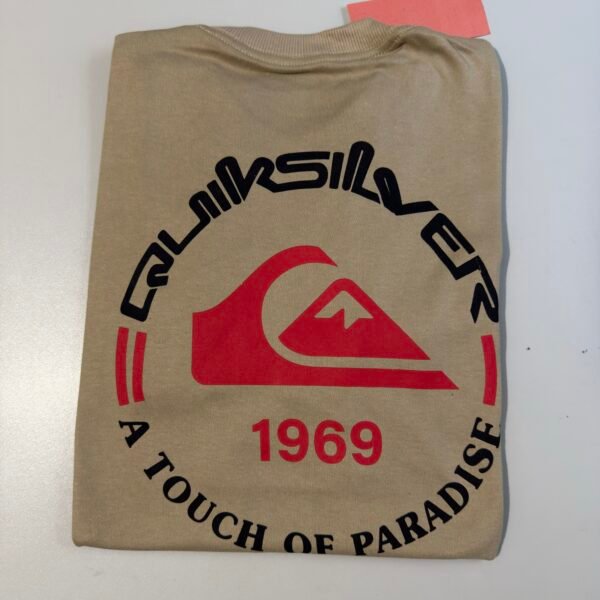 QUIKSILVER
1969
A TOUCH OF PARADISE